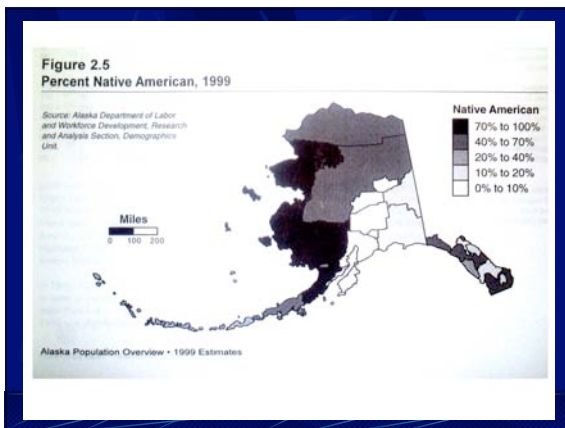 Figure 2.5
Percent Native American, 1999
Source: Alaska Department of Labor
and Workforce Development, Research
and Analysis Section, Demographics
Unit.
Native American
70% to 100%
40% to 70%
20% to 40%
10% to 20%
0% to 10%
Miles
0 100 200
Alaska Population Overview • 1999 Estimates